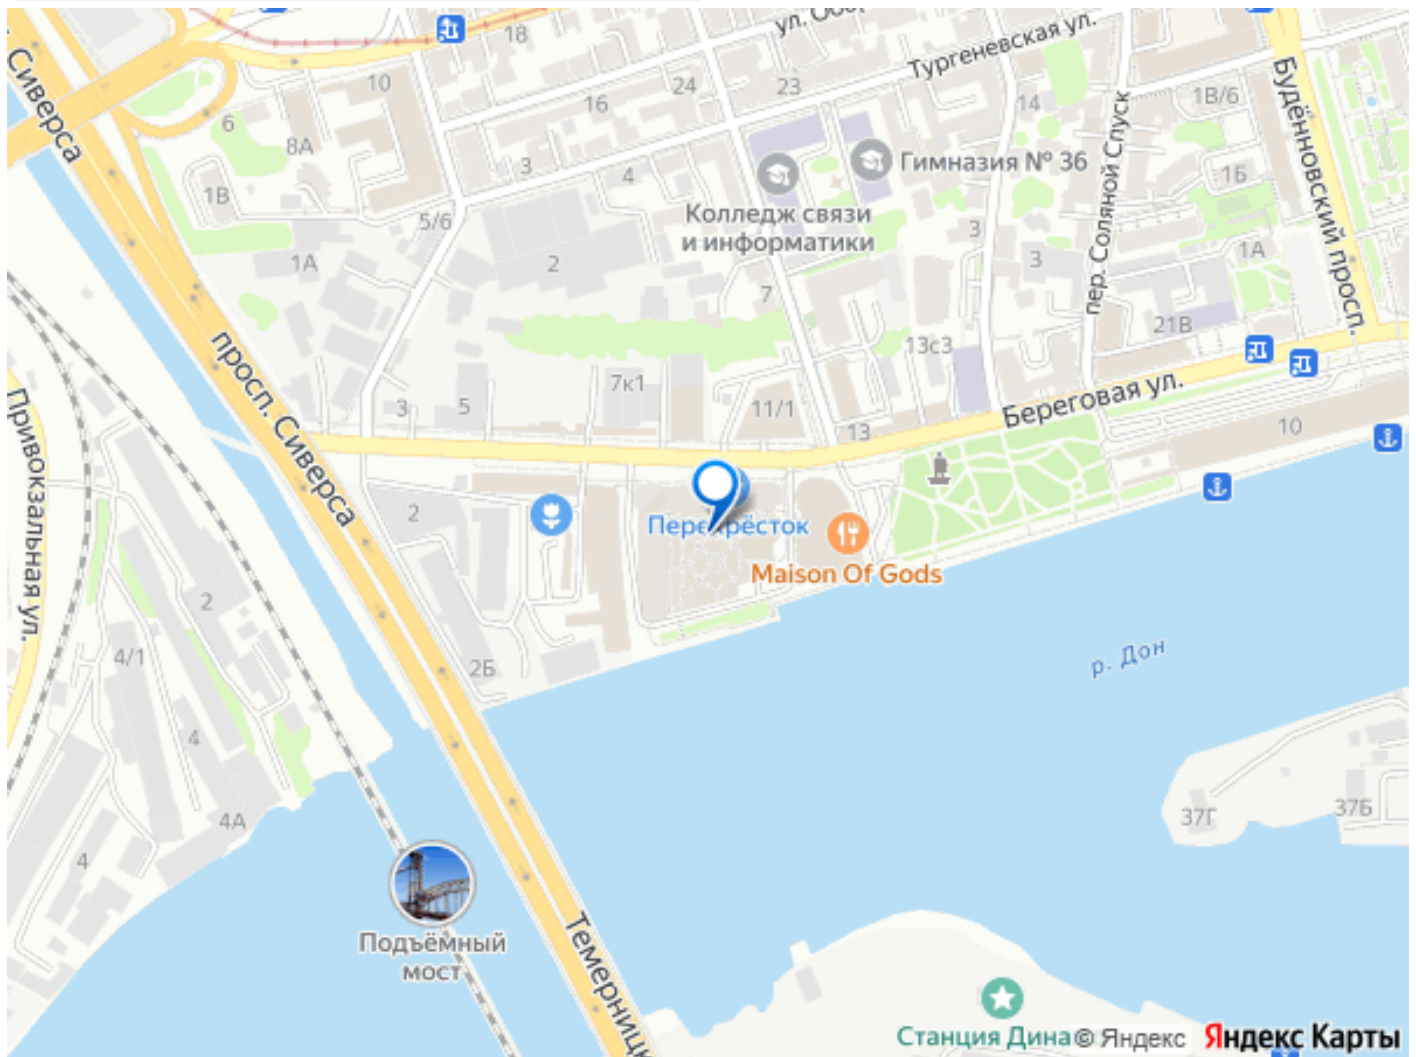 18
ул. Обор
Тургеневская ул.
Сиверса
10
24
23
16
14
1В/6
Будённовский просп.
6
8А
пер. Соляной Спуск
Гимназия № 36
3
4
1В
1Б
Колледж связи
и информатики
5/6
3
1А
2
3
1А
7
21В
просп. Сиверса
13с3
7к1
Привокзальная ул.
3
5
11/1
Береговая ул.
13
10
2
Перекрёсток
Maison Of Gods
2
4/1
2Б
р. Дон
4
4А
37Г
37Б
4
Подъёмный
мост
Темерницк
Станция Дина
© Яндекс
Яндекс Карты